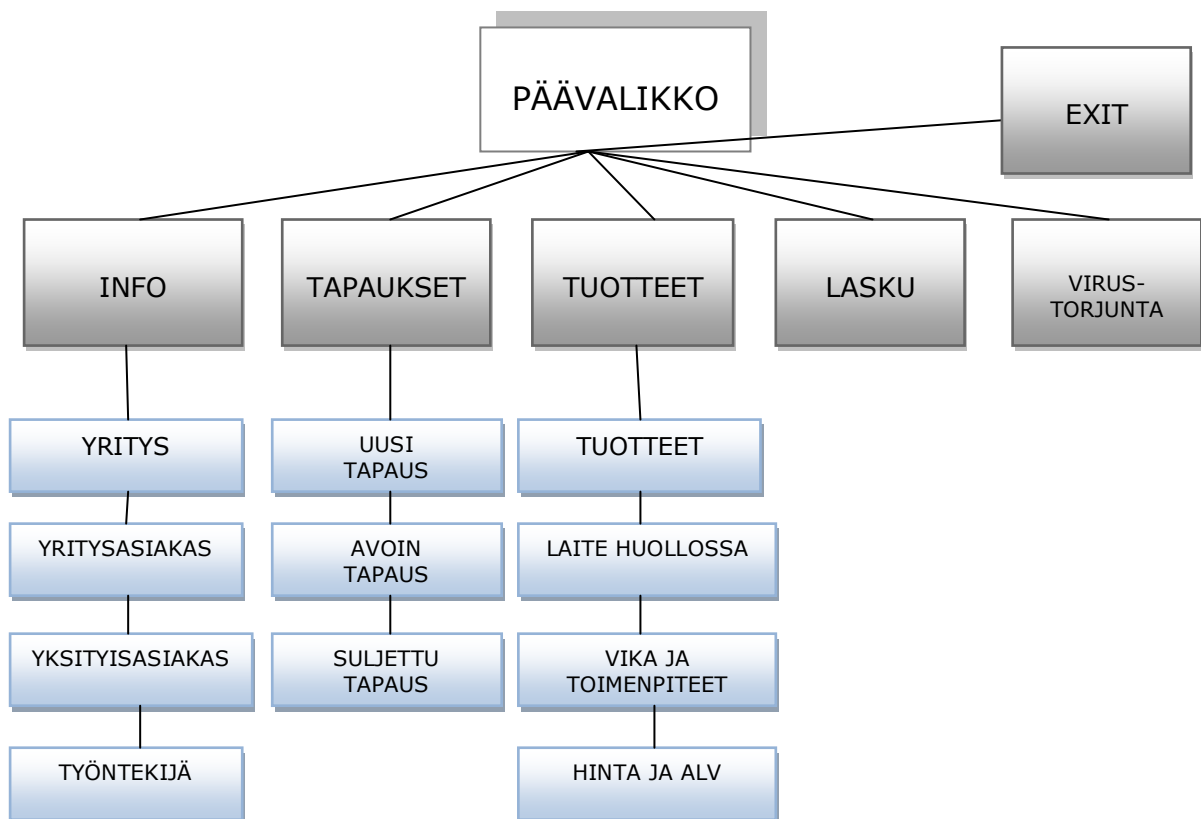 PÄÄVALIKKO
EXIT
INFO
TAPAUKSET
TUOTTEET
LASKU
VIRUS-
TORJUNTA
YRITYS
UUSI
TAPAUS
TUOTTEET
YRITYSASIAKAS
AVOIN
TAPAUS
LAITE HUOLLOSSA
YKSITYISASIAKAS
SULJETTU
TAPAUS
VIKA JA
TOIMENPITEET
TYÖNTEKIJÄ
HINTA JA ALV